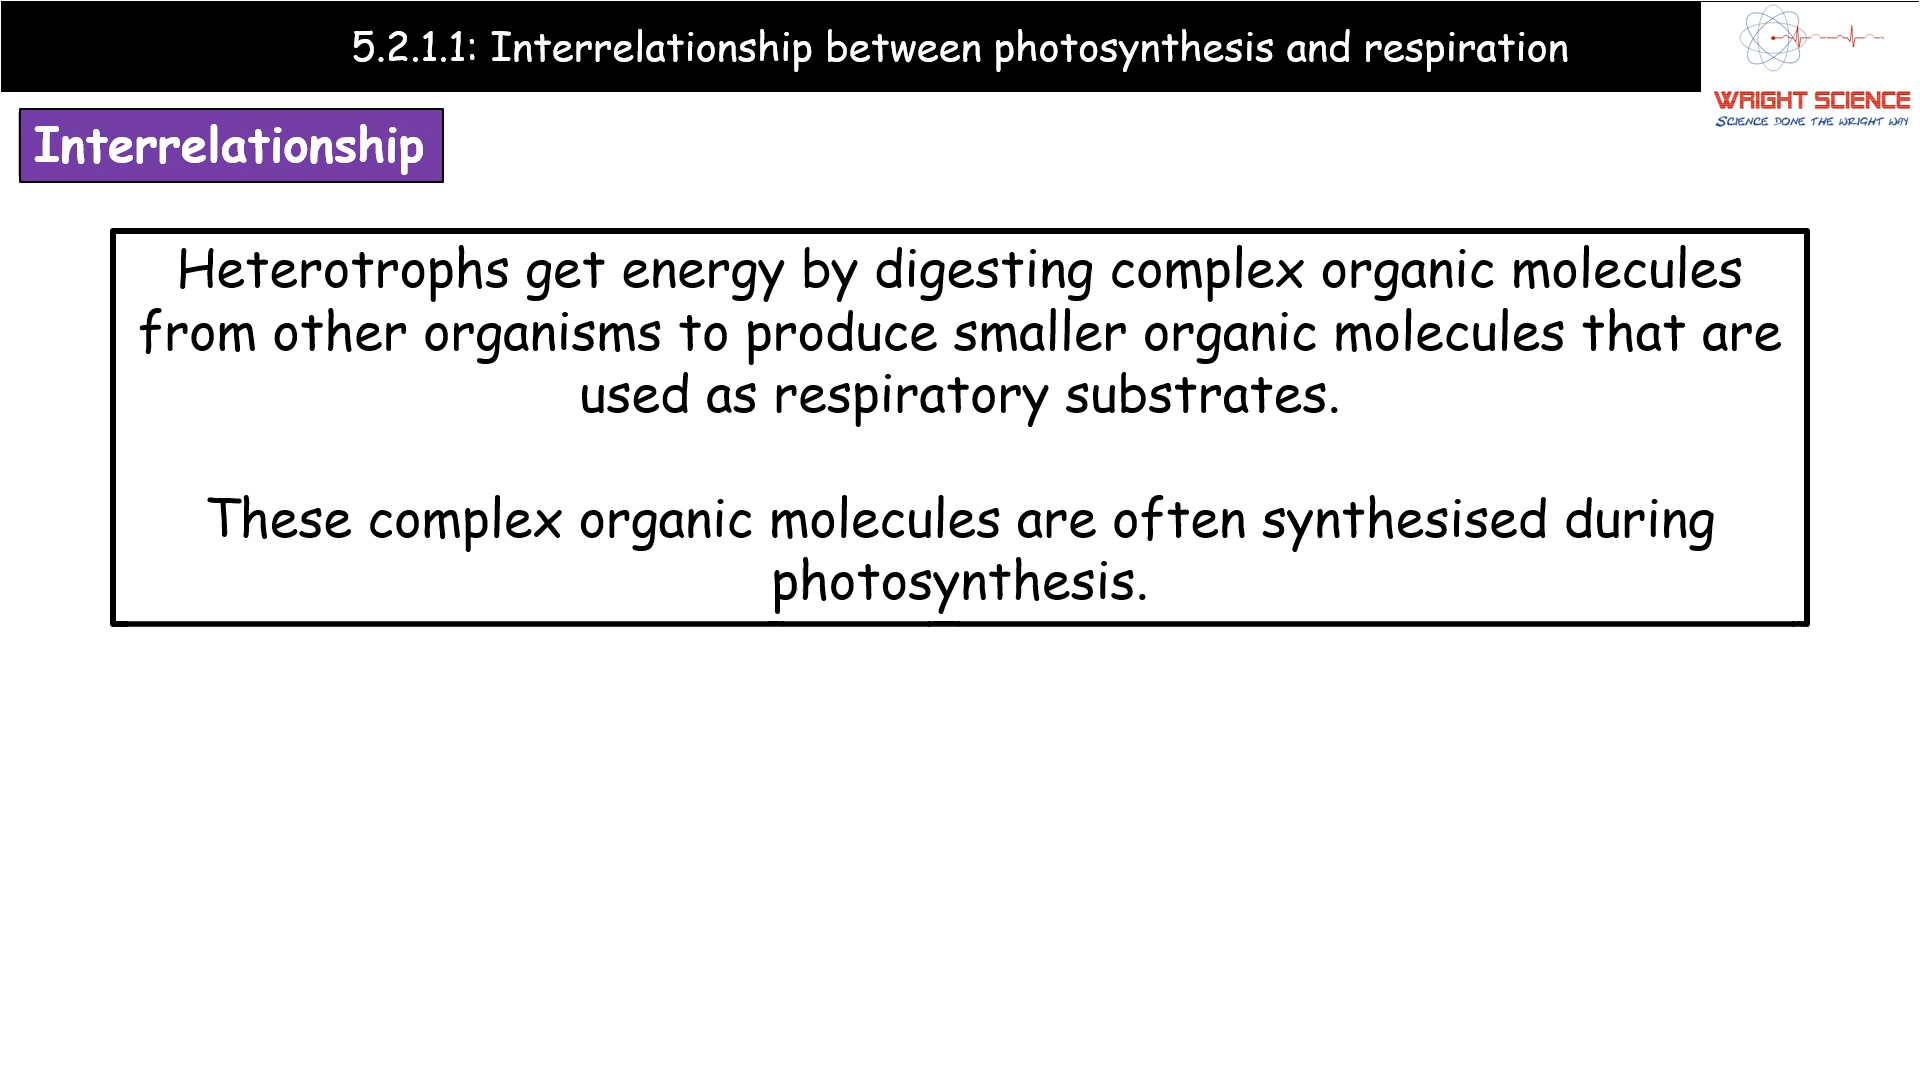 5.2.1.1: Interrelationship between photosynthesis and respiration
WRIGHT SCIENCE
SCIENCE DONE THE WRIGHT WAY
Interrelationship
Heterotrophs get energy by digesting complex organic molecules
from other organisms to produce smaller organic molecules that are
used as respiratory substrates.
These complex organic molecules are often synthesised during
photosynthesis.